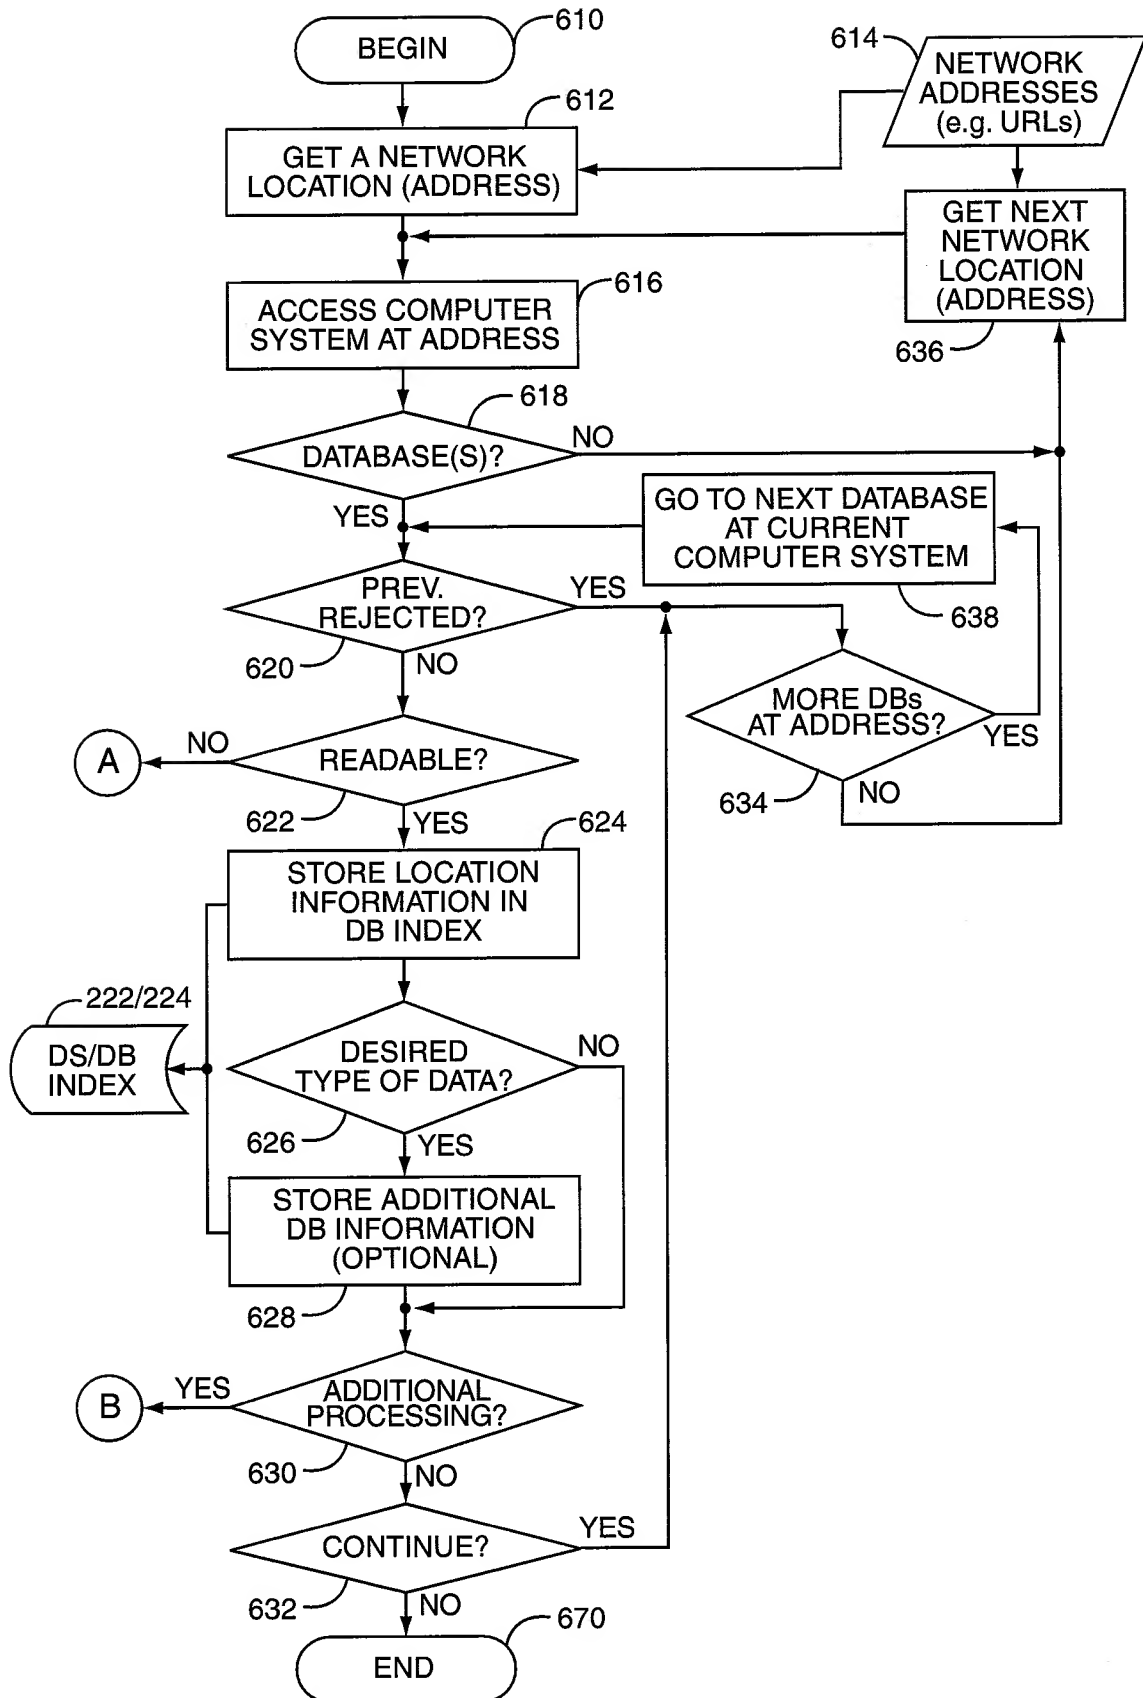 BEGIN
610
614
NETWORK
ADDRESSES
(e.g. URLs)
612
GET A NETWORK
LOCATION (ADDRESS)
GET NEXT
NETWORK
LOCATION
(ADDRESS)
636
616
ACCESS COMPUTER
SYSTEM AT ADDRESS
618
DATABASE(S)?
NO
YES
GO TO NEXT DATABASE
AT CURRENT
COMPUTER SYSTEM
638
PREV.
REJECTED?
YES
620
NO
MORE DBs
AT ADDRESS?
YES
634
NO
A
NO
READABLE?
622
YES
624
STORE LOCATION
INFORMATION IN
DB INDEX
222/224
DS/DB
INDEX
DESIRED
TYPE OF DATA?
NO
626
YES
STORE ADDITIONAL
DB INFORMATION
(OPTIONAL)
628
B
YES
ADDITIONAL
PROCESSING?
630
NO
CONTINUE?
YES
632
NO
670
END